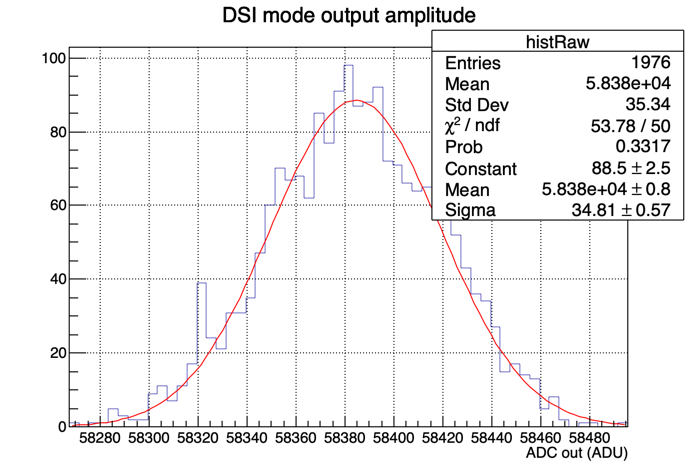 DSI mode output amplitude
histRaw
Entries 1976
Mean 5.838e+04
Std Dev 35.34
χ² / ndf 53.78 / 50
Prob 0.3317
Constant 88.5 ± 2.5
Mean 5.838e+04 ± 0.8
Sigma 34.81 ± 0.57
100
80
60
40
20
0
58280 58300 58320 58340 58360 58380 58400 58420 58440 58460 58480
ADC out (ADU)